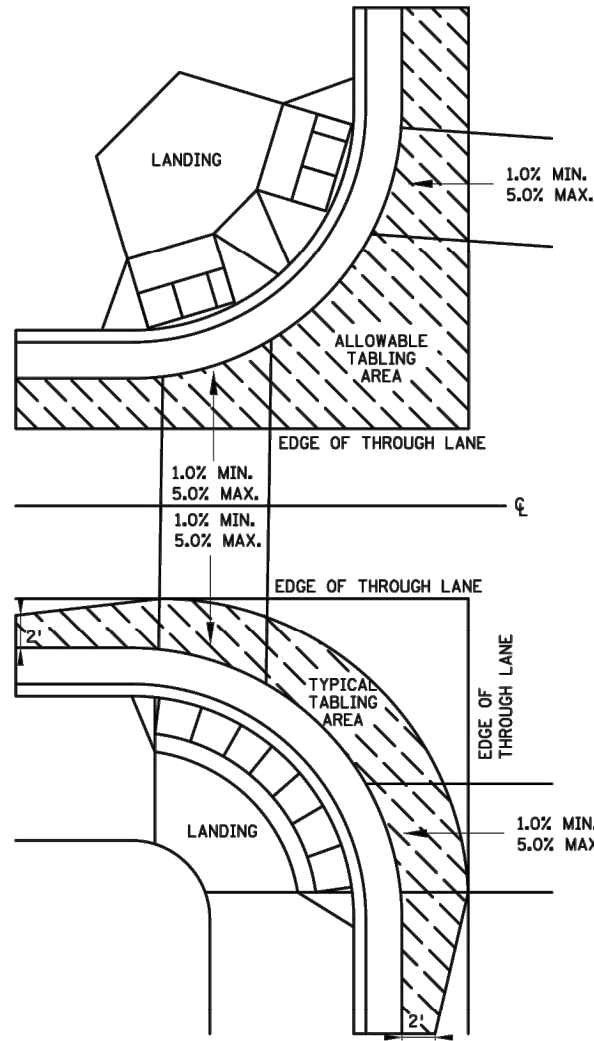 LANDING
1.0% MIN.
5.0% MAX.
ALLOWABLE
TABLING
AREA
EDGE OF THROUGH LANE
1.0% MIN.
5.0% MAX.
℄
1.0% MIN.
5.0% MAX.
EDGE OF THROUGH LANE
2'
EDGE OF
THROUGH LANE
TYPICAL
TABLING
AREA
LANDING
1.0% MIN.
5.0% MAX
2'